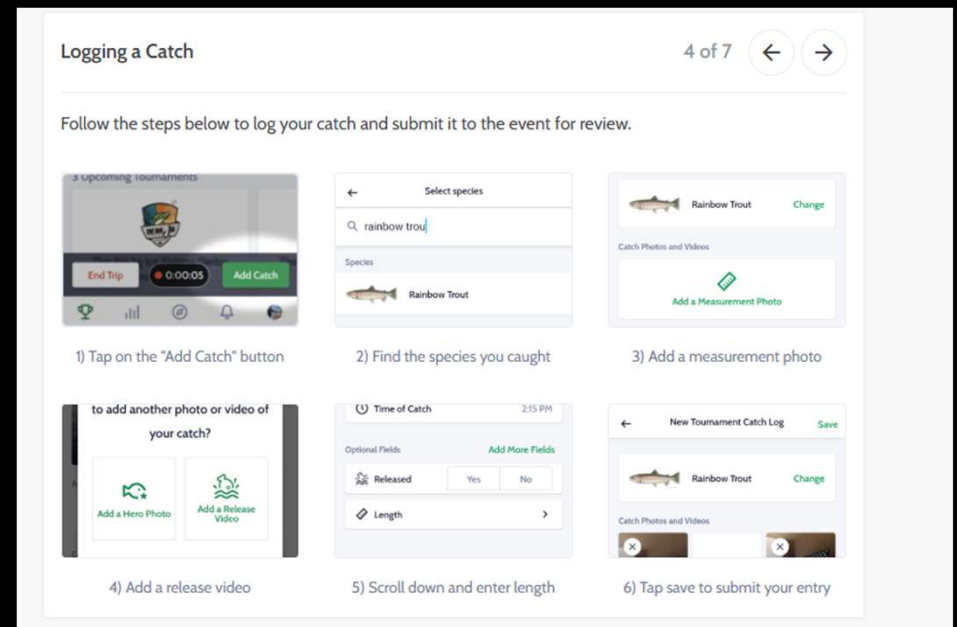 Logging a Catch
4 of 7
Follow the steps below to log your catch and submit it to the event for review.
3 Upcoming Tournaments
End Trip
0:00:05
Add Catch
1) Tap on the "Add Catch" button
Select species
rainbow trou
Species
Rainbow Trout
2) Find the species you caught
Rainbow Trout
Change
Catch Photos and Videos
Add a Measurement Photo
3) Add a measurement photo
to add another photo or video of
your catch?
Add a Hero Photo
Add a Release
Video
4) Add a release video
Time of Catch
2:15 PM
Optional Fields
Add More Fields
Released
Yes
No
Length
5) Scroll down and enter length
New Tournament Catch Log
Save
Rainbow Trout
Change
Catch Photos and Videos
6) Tap save to submit your entry